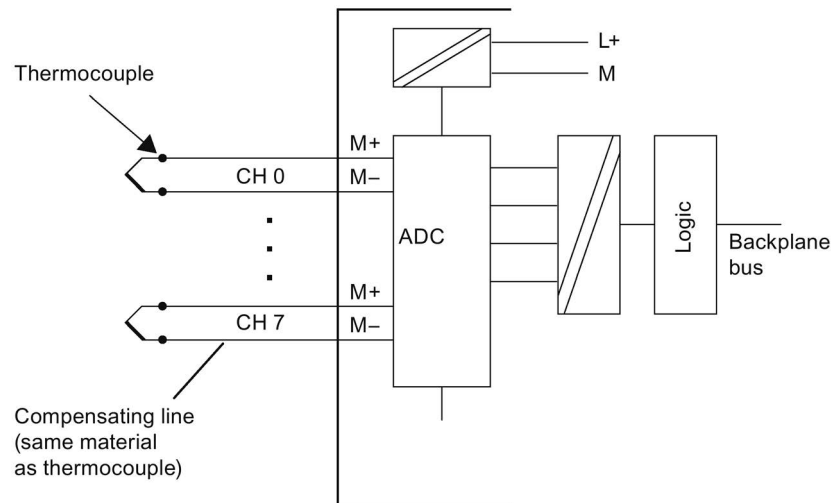 L+
M
Thermocouple
M+
CH 0
M–
ADC
Logic
Backplane
bus
M+
CH 7
M–
Compensating line
(same material
as thermocouple)